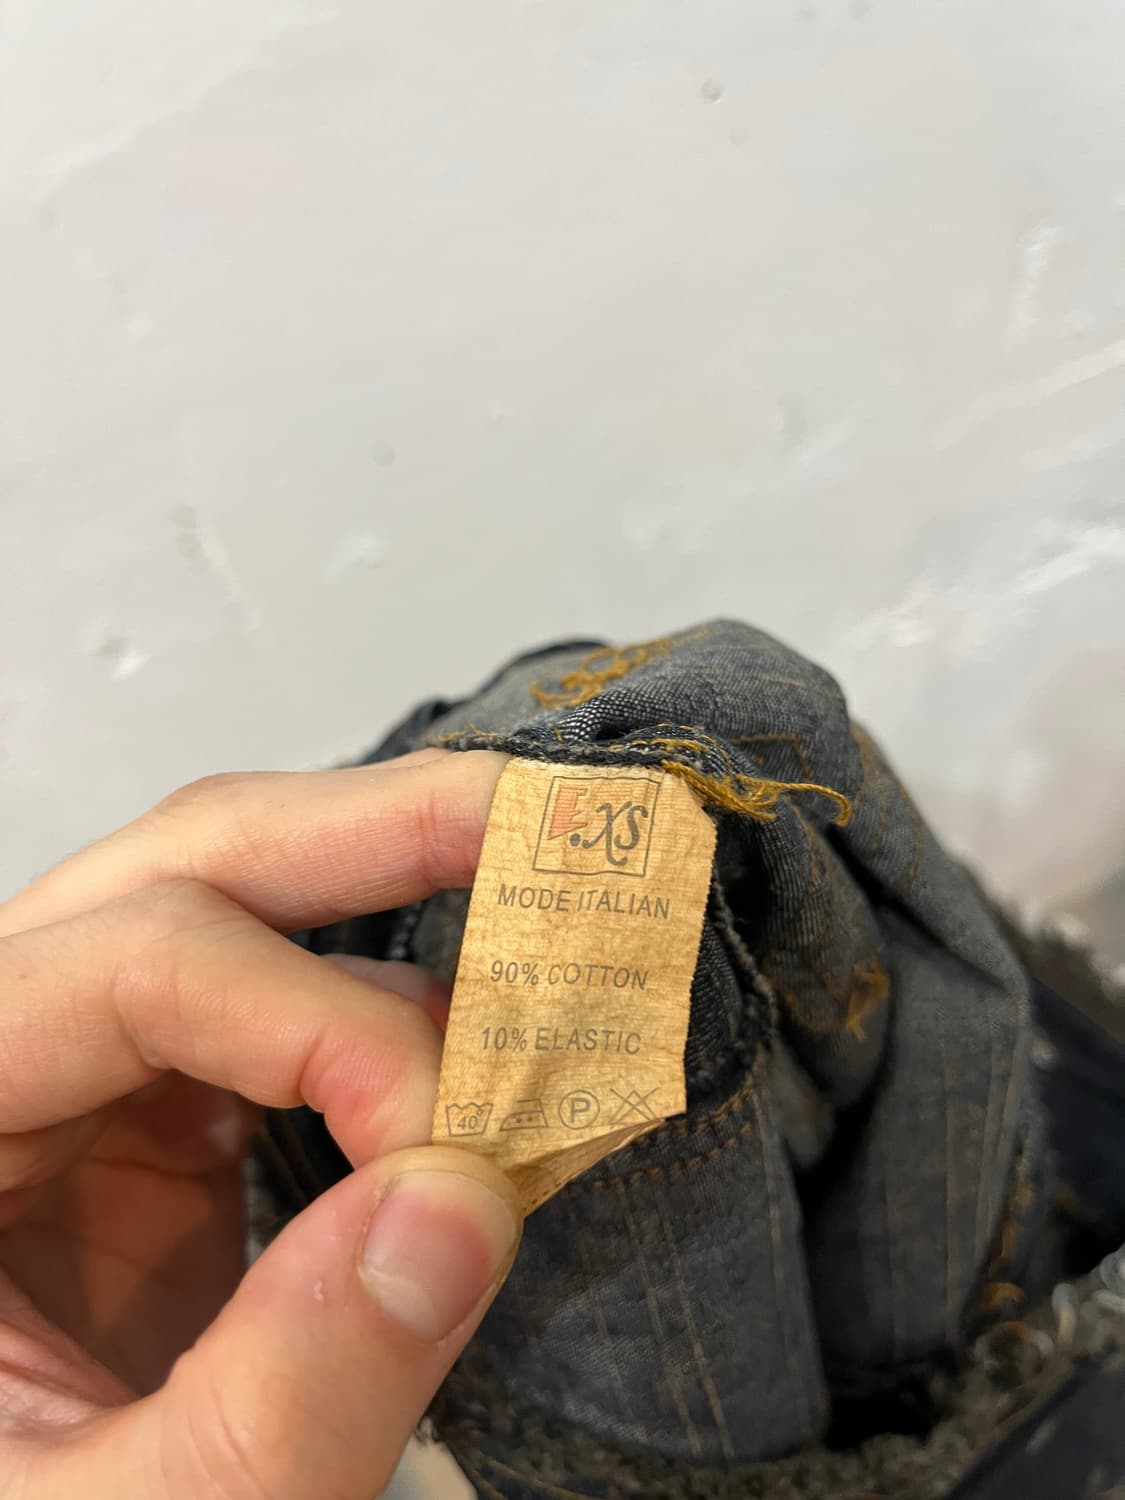 E.XS
MODE ITALIAN
90% COTTON
10% ELASTIC
40° P